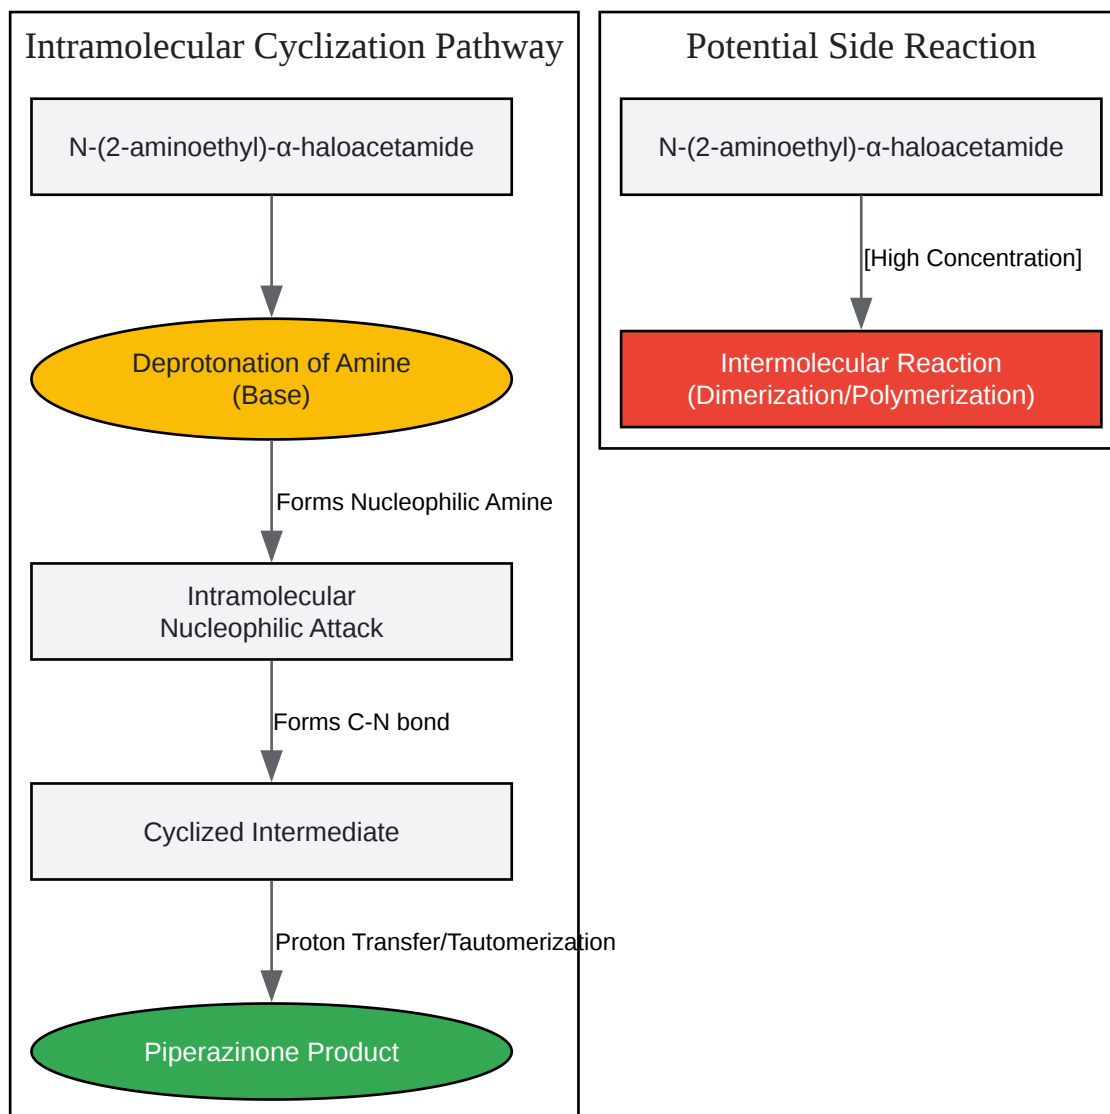 Intramolecular Cyclization Pathway
N-(2-aminoethyl)-α-haloacetamide
Deprotonation of Amine
(Base)
Forms Nucleophilic Amine
Intramolecular
Nucleophilic Attack
Forms C-N bond
Cyclized Intermediate
Proton Transfer/Tautomerization
Piperazinone Product
Potential Side Reaction
N-(2-aminoethyl)-α-haloacetamide
[High Concentration]
Intermolecular Reaction
(Dimerization/Polymerization)